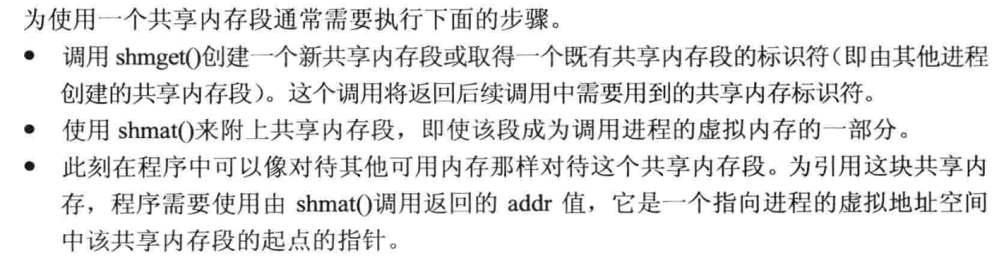 为使用一个共享内存段通常需要执行下面的步骤。
● 调用 shmget()创建一个新共享内存段或取得一个既有共享内存段的标识符（即由其他进程
创建的共享内存段）。这个调用将返回后续调用中需要用到的共享内存标识符。
● 使用 shmat()来附上共享内存段，即使该段成为调用进程的虚拟内存的一部分。
● 此刻在程序中可以像对待其他可用内存那样对待这个共享内存段。为引用这块共享内
存，程序需要使用由 shmat()调用返回的 addr 值，它是一个指向进程的虚拟地址空间
中该共享内存段的起点的指针。